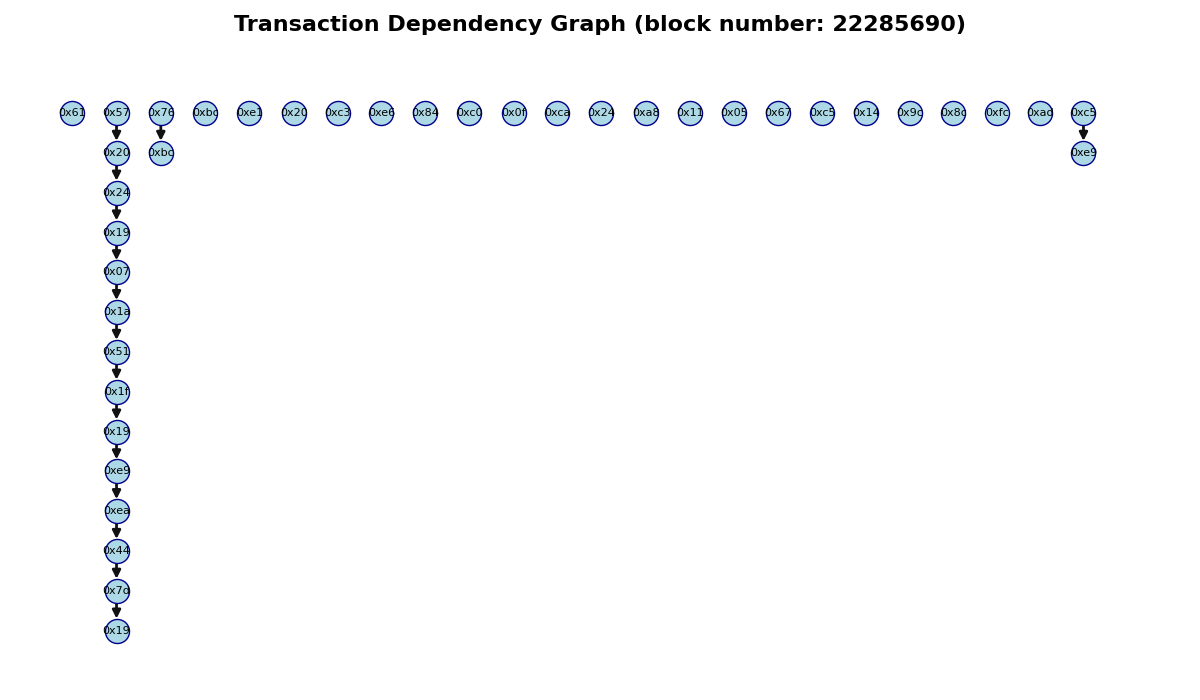 Transaction Dependency Graph (block number: 22285690)
0x61 0x57 0x76 0xbc 0xe1 0x20 0xc3 0xe6 0x84 0xc0 0x0f 0xca 0x24 0xa8 0x11 0x05 0x67 0xc5 0x14 0x9c 0x8c 0xfc 0xad 0xc5
0x20 0xbc 0xe9
0x24
0x19
0x07
0x1a
0x51
0x1f
0x19
0xe9
0xea
0x44
0x7d
0x19